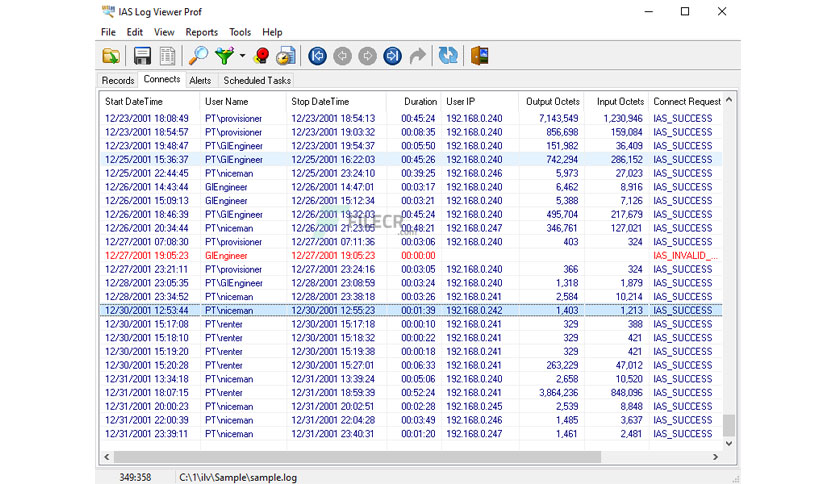 IAS Log Viewer Prof
File Edit View Reports Tools Help
Records Connects Alerts Scheduled Tasks
Start DateTime User Name Stop DateTime Duration User IP Output Octets Input Octets Connect Request
12/23/2001 18:08:49 PT\provisioner 12/23/2001 18:54:13 00:45:24 192.168.0.240 7,143,549 1,230,946 IAS_SUCCESS
12/23/2001 18:54:57 PT\provisioner 12/23/2001 19:03:32 00:08:35 192.168.0.240 856,698 159,084 IAS_SUCCESS
12/23/2001 19:48:47 PT\GIEngineer 12/23/2001 19:54:37 00:05:50 192.168.0.240 151,982 36,409 IAS_SUCCESS
12/25/2001 15:36:37 PT\GIEngineer 12/25/2001 16:22:03 00:45:26 192.168.0.240 742,294 286,152 IAS_SUCCESS
12/25/2001 22:44:45 PT\niceman 12/25/2001 23:24:10 00:39:25 192.168.0.246 5,973 27,023 IAS_SUCCESS
12/26/2001 14:43:44 GIEngineer 12/26/2001 14:47:01 00:03:17 192.168.0.240 6,462 8,916 IAS_SUCCESS
12/26/2001 15:09:13 GIEngineer 12/26/2001 15:12:34 00:03:21 192.168.0.240 5,388 7,126 IAS_SUCCESS
12/26/2001 18:46:39 PT\GIEngineer 12/26/2001 19:32:03 00:45:24 192.168.0.240 495,704 217,679 IAS_SUCCESS
12/26/2001 20:34:44 PT\niceman 12/26/2001 21:23:05 00:48:21 192.168.0.247 346,761 127,021 IAS_SUCCESS
FILECR
.com
12/27/2001 07:08:30 PT\provisioner 12/27/2001 07:11:36 00:03:06 192.168.0.240 403 324 IAS_SUCCESS
12/27/2001 19:05:23 GIEngineer 12/27/2001 19:05:23 00:00:00 IAS_INVALID_...
12/27/2001 23:21:11 PT\provisioner 12/27/2001 23:24:16 00:03:05 192.168.0.240 366 324 IAS_SUCCESS
12/28/2001 23:05:35 PT\GIEngineer 12/28/2001 23:08:59 00:03:24 192.168.0.240 1,318 1,879 IAS_SUCCESS
12/28/2001 23:34:52 PT\niceman 12/28/2001 23:38:18 00:03:26 192.168.0.241 2,584 10,214 IAS_SUCCESS
12/30/2001 12:53:44 PT\niceman 12/30/2001 12:55:23 00:01:39 192.168.0.242 1,403 1,213 IAS_SUCCESS
12/30/2001 15:17:08 PT\renter 12/30/2001 15:17:18 00:00:10 192.168.0.241 329 388 IAS_SUCCESS
12/30/2001 15:18:10 PT\renter 12/30/2001 15:18:32 00:00:22 192.168.0.241 329 421 IAS_SUCCESS
12/30/2001 15:19:20 PT\renter 12/30/2001 15:19:38 00:00:18 192.168.0.241 329 421 IAS_SUCCESS
12/30/2001 15:20:28 PT\renter 12/30/2001 15:27:01 00:06:33 192.168.0.241 263,229 47,012 IAS_SUCCESS
12/31/2001 13:34:18 PT\niceman 12/31/2001 13:39:24 00:05:06 192.168.0.240 2,658 10,520 IAS_SUCCESS
12/31/2001 18:07:15 PT\renter 12/31/2001 18:59:39 00:52:24 192.168.0.241 3,864,236 848,096 IAS_SUCCESS
12/31/2001 20:00:23 PT\niceman 12/31/2001 20:02:51 00:02:28 192.168.0.245 2,539 8,848 IAS_SUCCESS
12/31/2001 22:00:39 PT\niceman 12/31/2001 22:04:28 00:03:49 192.168.0.246 1,485 3,637 IAS_SUCCESS
12/31/2001 23:39:11 PT\niceman 12/31/2001 23:40:31 00:01:20 192.168.0.247 1,461 2,481 IAS_SUCCESS
349:358 C:\1\ilv\Sample\sample.log